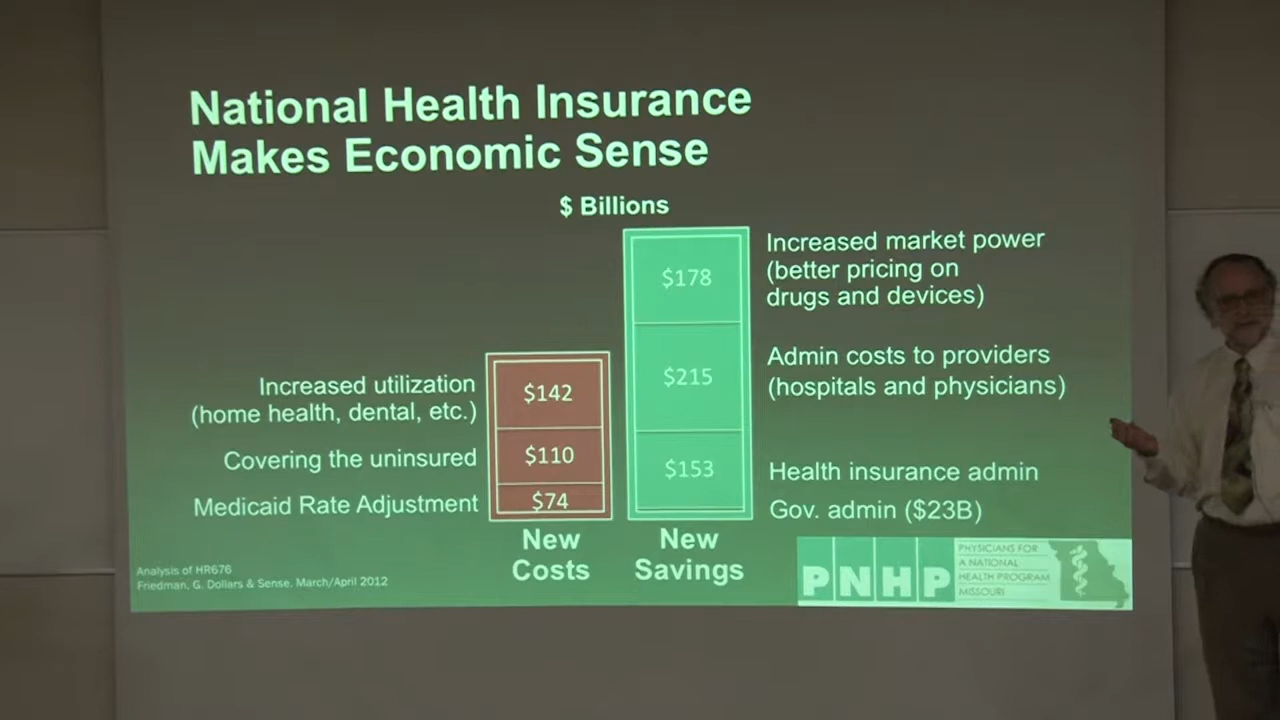 National Health Insurance
Makes Economic Sense
$ Billions
$178
Increased market power
(better pricing on
drugs and devices)
$215
Admin costs to providers
(hospitals and physicians)
$153
Health insurance admin
Gov. admin ($23B)
Increased utilization
(home health, dental, etc.)
$142
Covering the uninsured
$110
Medicaid Rate Adjustment
$74
New
Costs
New
Savings
Analysis of HR676
Friedman, G. Dollars & Sense. March/April 2012
PNHP
PHYSICIANS FOR
A NATIONAL
HEALTH PROGRAM
MISSOURI